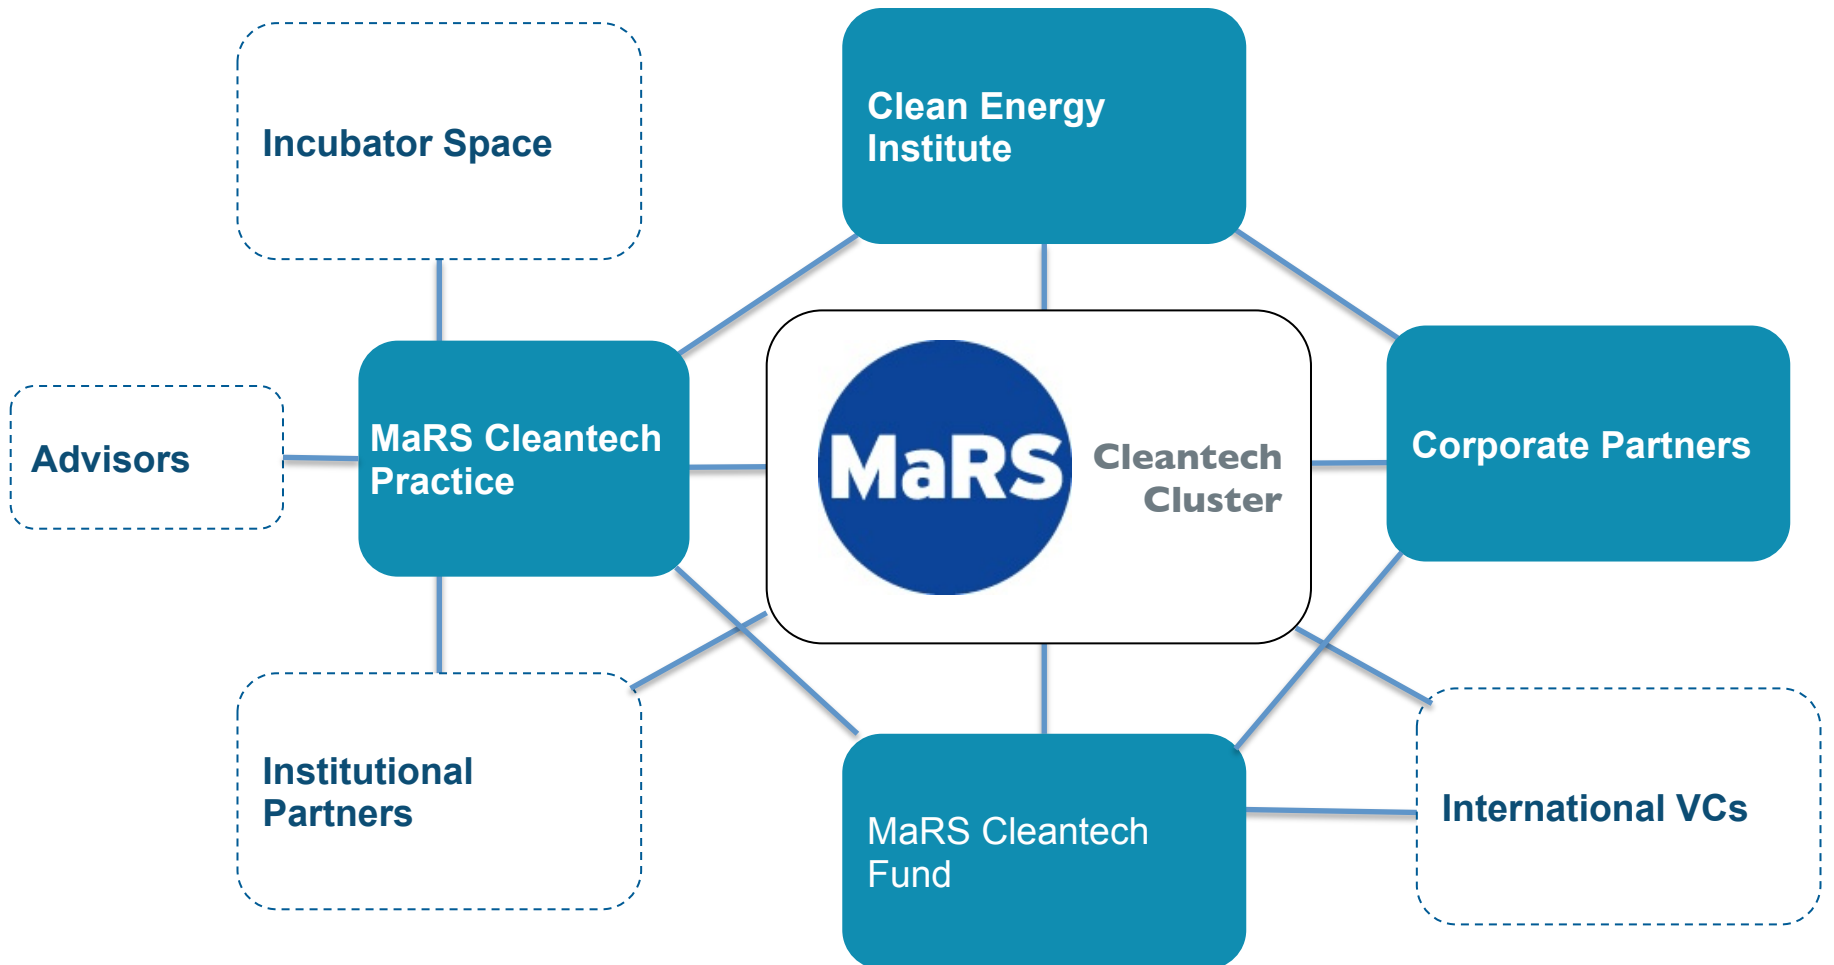 Incubator Space
Clean Energy
Institute
Advisors
MaRS Cleantech
Practice
MaRS
Cleantech
Cluster
Corporate Partners
Institutional
Partners
MaRS Cleantech
Fund
International VCs